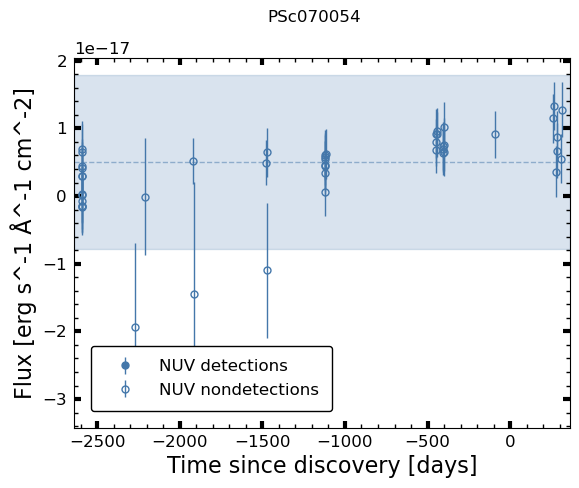 PSc070054
1e−17
2
1
0
−1
−2
−3
Flux [erg s^-1 Å^-1 cm^-2]
NUV detections
NUV nondetections
−2500
−2000
−1500
−1000
−500
0
Time since discovery [days]